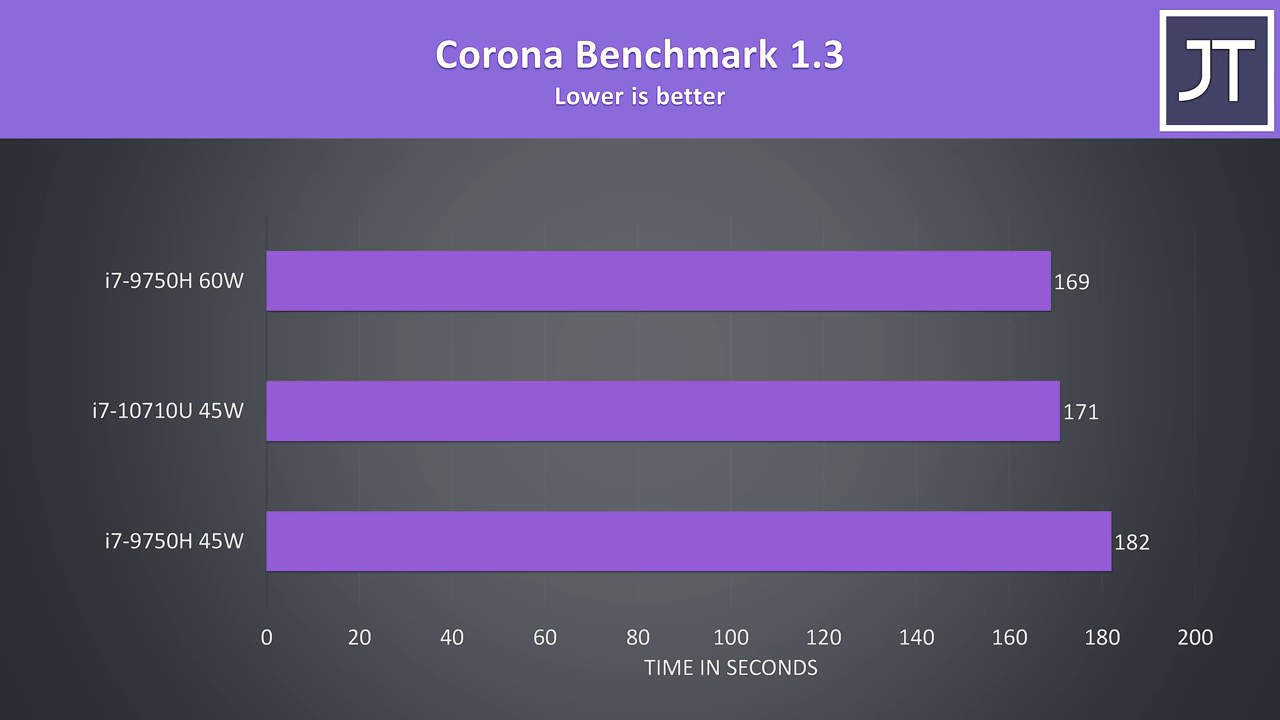 Corona Benchmark 1.3
Lower is better
JT
i7-9750H 60W
169
i7-10710U 45W
171
i7-9750H 45W
182
0 20 40 60 80 100 120 140 160 180 200
TIME IN SECONDS